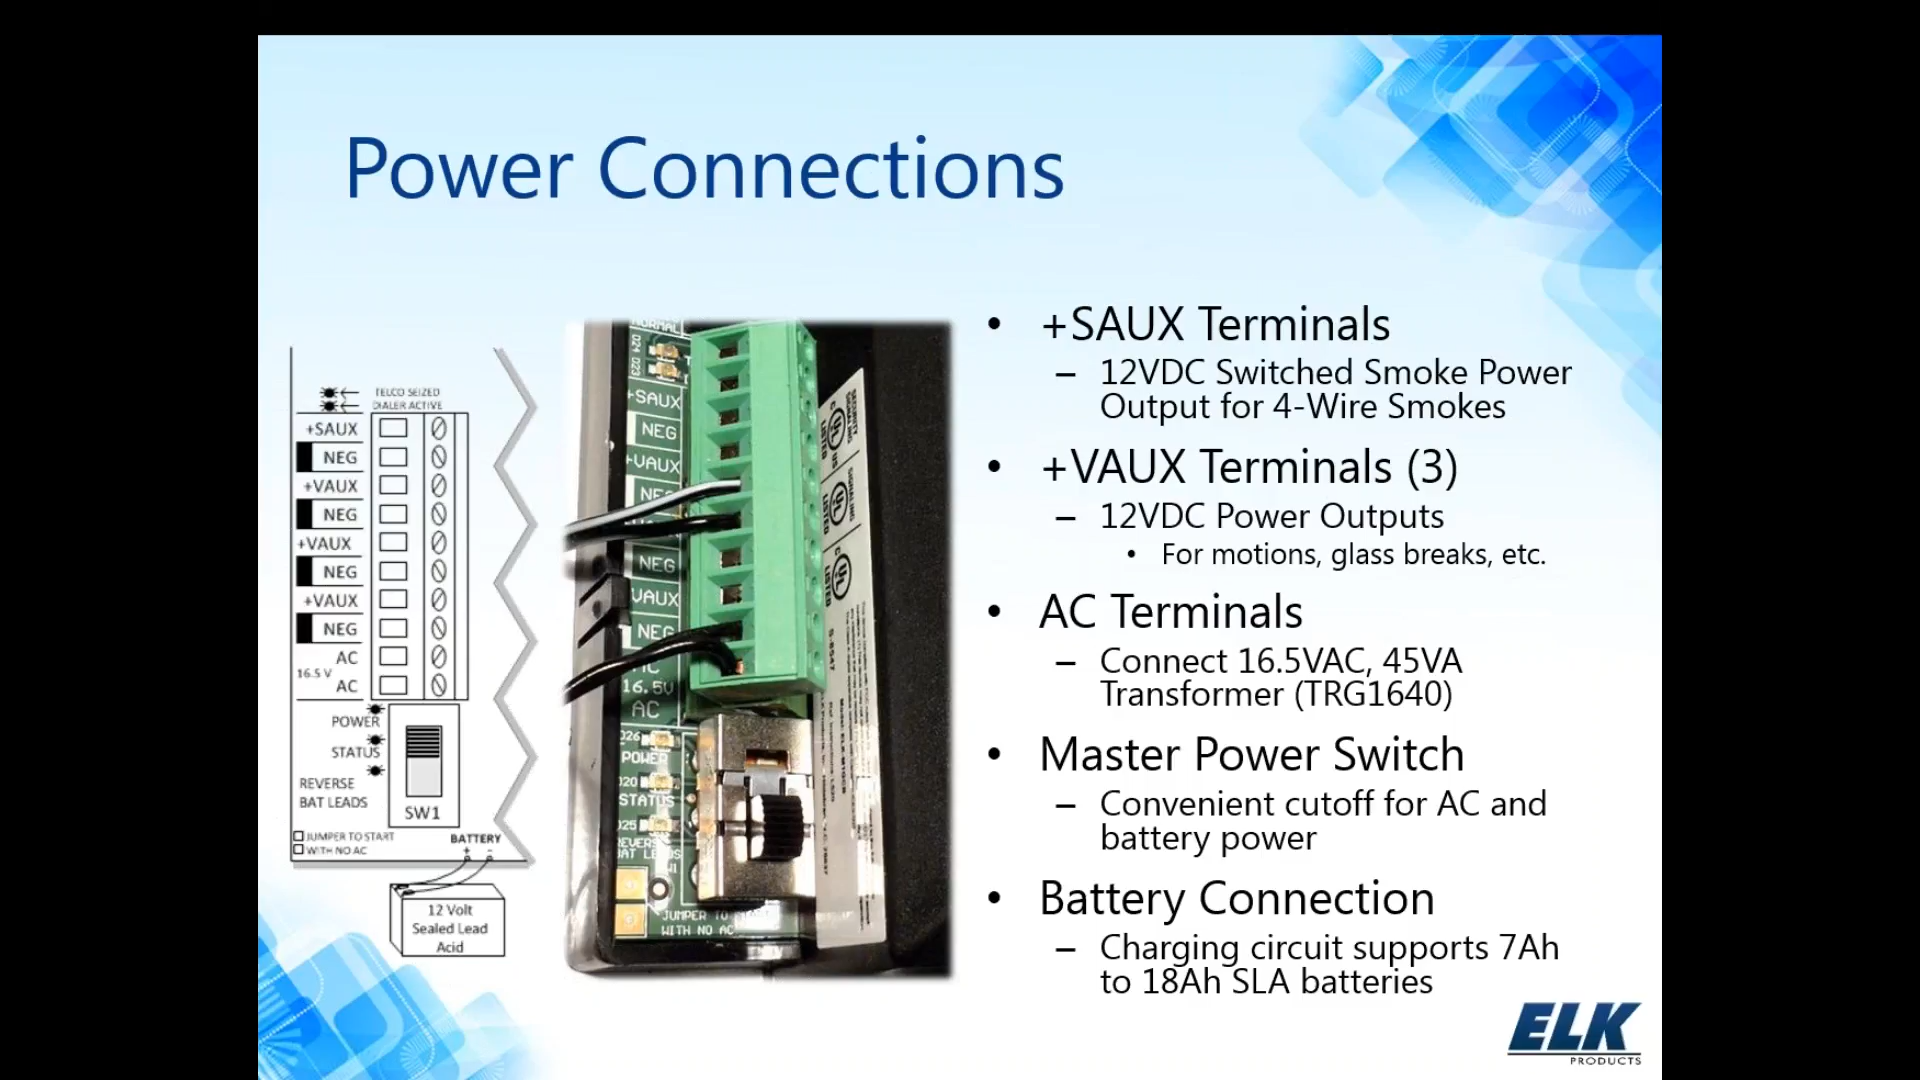 Power Connections
TELCO SEIZED
DIALER ACTIVE
+SAUX
NEG
+VAUX
NEG
+VAUX
NEG
+VAUX
NEG
AC
16.5 V
AC
POWER
STATUS
REVERSE
BAT LEADS
SW1
JUMPER TO START
WITH NO AC
BATTERY
+ -
12 Volt
Sealed Lead
Acid
+SAUX
NEG
+VAUX
NEG
VAUX
NEG
16.5V
AC
POWER
STATUS
JUMPER TO
WITH NO AC
• +SAUX Terminals
– 12VDC Switched Smoke Power
Output for 4-Wire Smokes
• +VAUX Terminals (3)
– 12VDC Power Outputs
• For motions, glass breaks, etc.
• AC Terminals
– Connect 16.5VAC, 45VA
Transformer (TRG1640)
• Master Power Switch
– Convenient cutoff for AC and
battery power
• Battery Connection
– Charging circuit supports 7Ah
to 18Ah SLA batteries
ELK
PRODUCTS